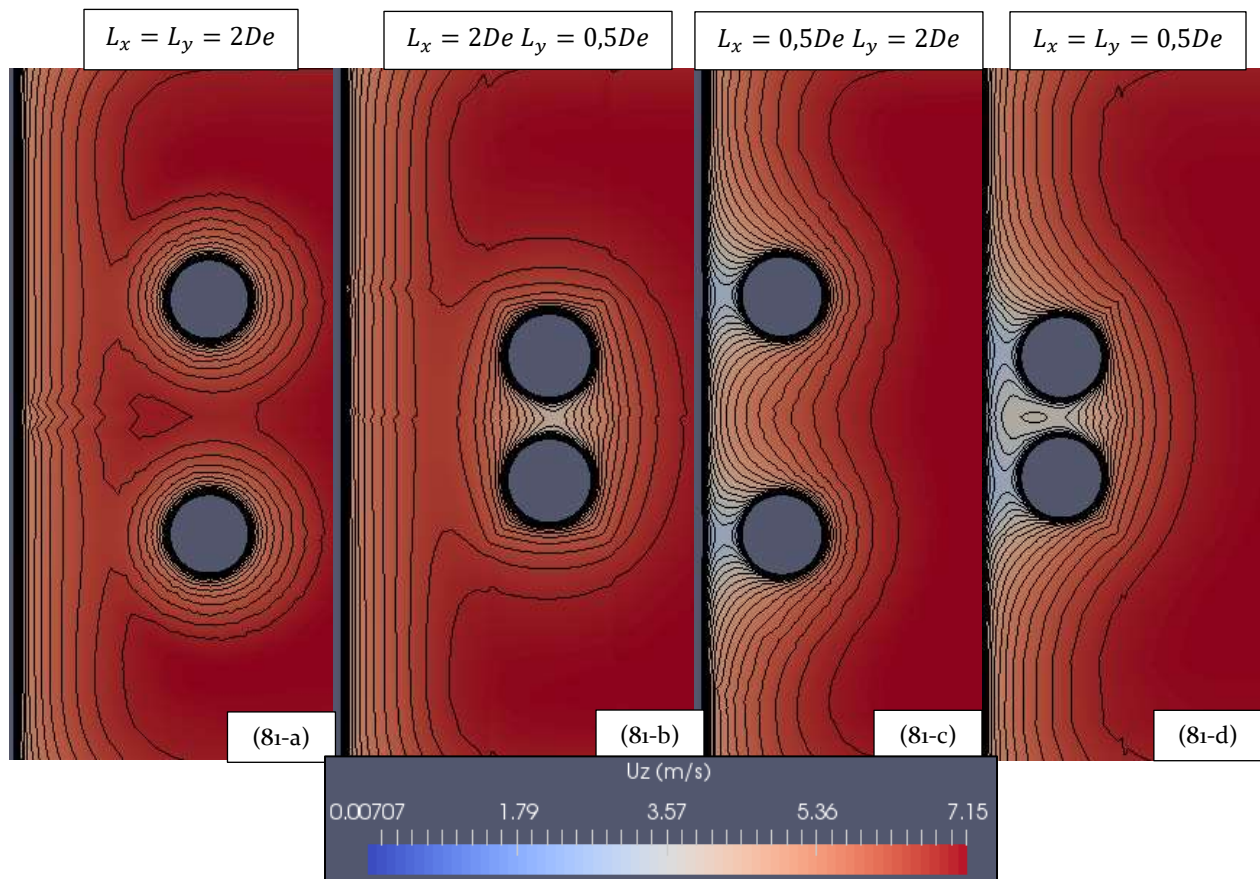 L_x = L_y = 2De
L_x = 2De L_y = 0,5De
L_x = 0,5De L_y = 2De
L_x = L_y = 0,5De
(81-a)
(81-b)
(81-c)
(81-d)
Uz (m/s)
0.00707 1.79 3.57 5.36 7.15